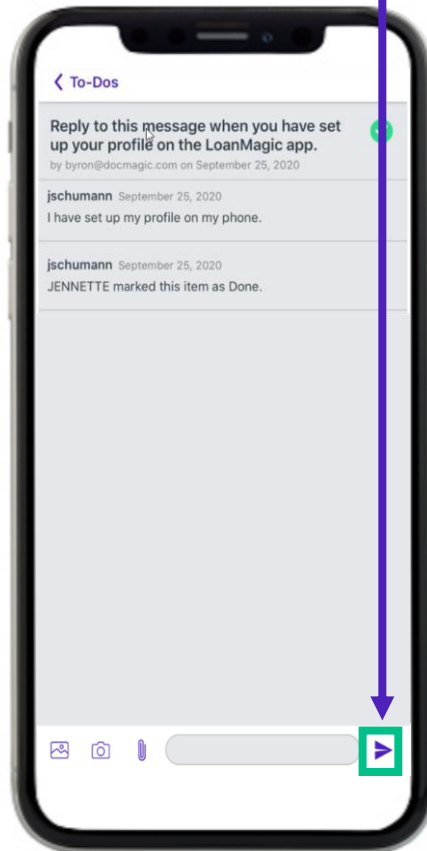 To-Dos
Reply to this message when you have set
up your profile on the LoanMagic app.
by byron@docmagic.com on September 25, 2020
jschumann September 25, 2020
I have set up my profile on my phone.
jschumann September 25, 2020
JENNETTE marked this item as Done.